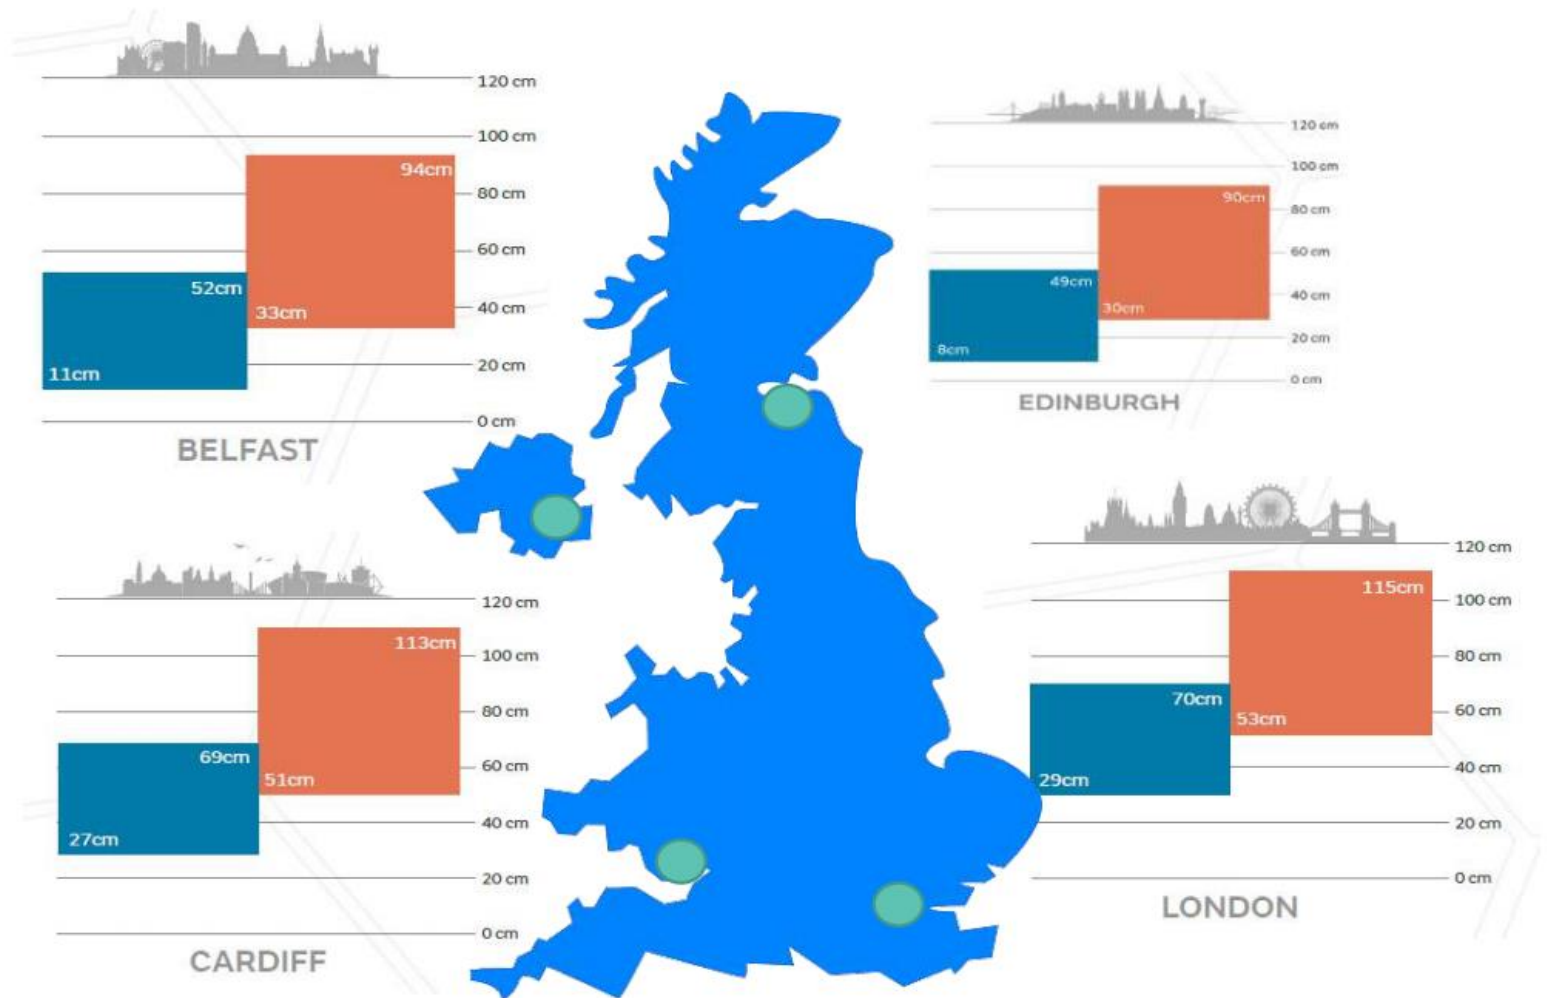 120 cm
100 cm
94cm
80 cm
60 cm
52cm
40 cm
33cm
20 cm
11cm
0 cm
BELFAST
120 cm
100 cm
90cm
80 cm
60 cm
49cm
40 cm
30cm
20 cm
8cm
0 cm
EDINBURGH
120 cm
113cm
100 cm
80 cm
69cm
60 cm
51cm
40 cm
27cm
20 cm
0 cm
CARDIFF
120 cm
115cm
100 cm
80 cm
70cm
60 cm
53cm
40 cm
29cm
20 cm
0 cm
LONDON